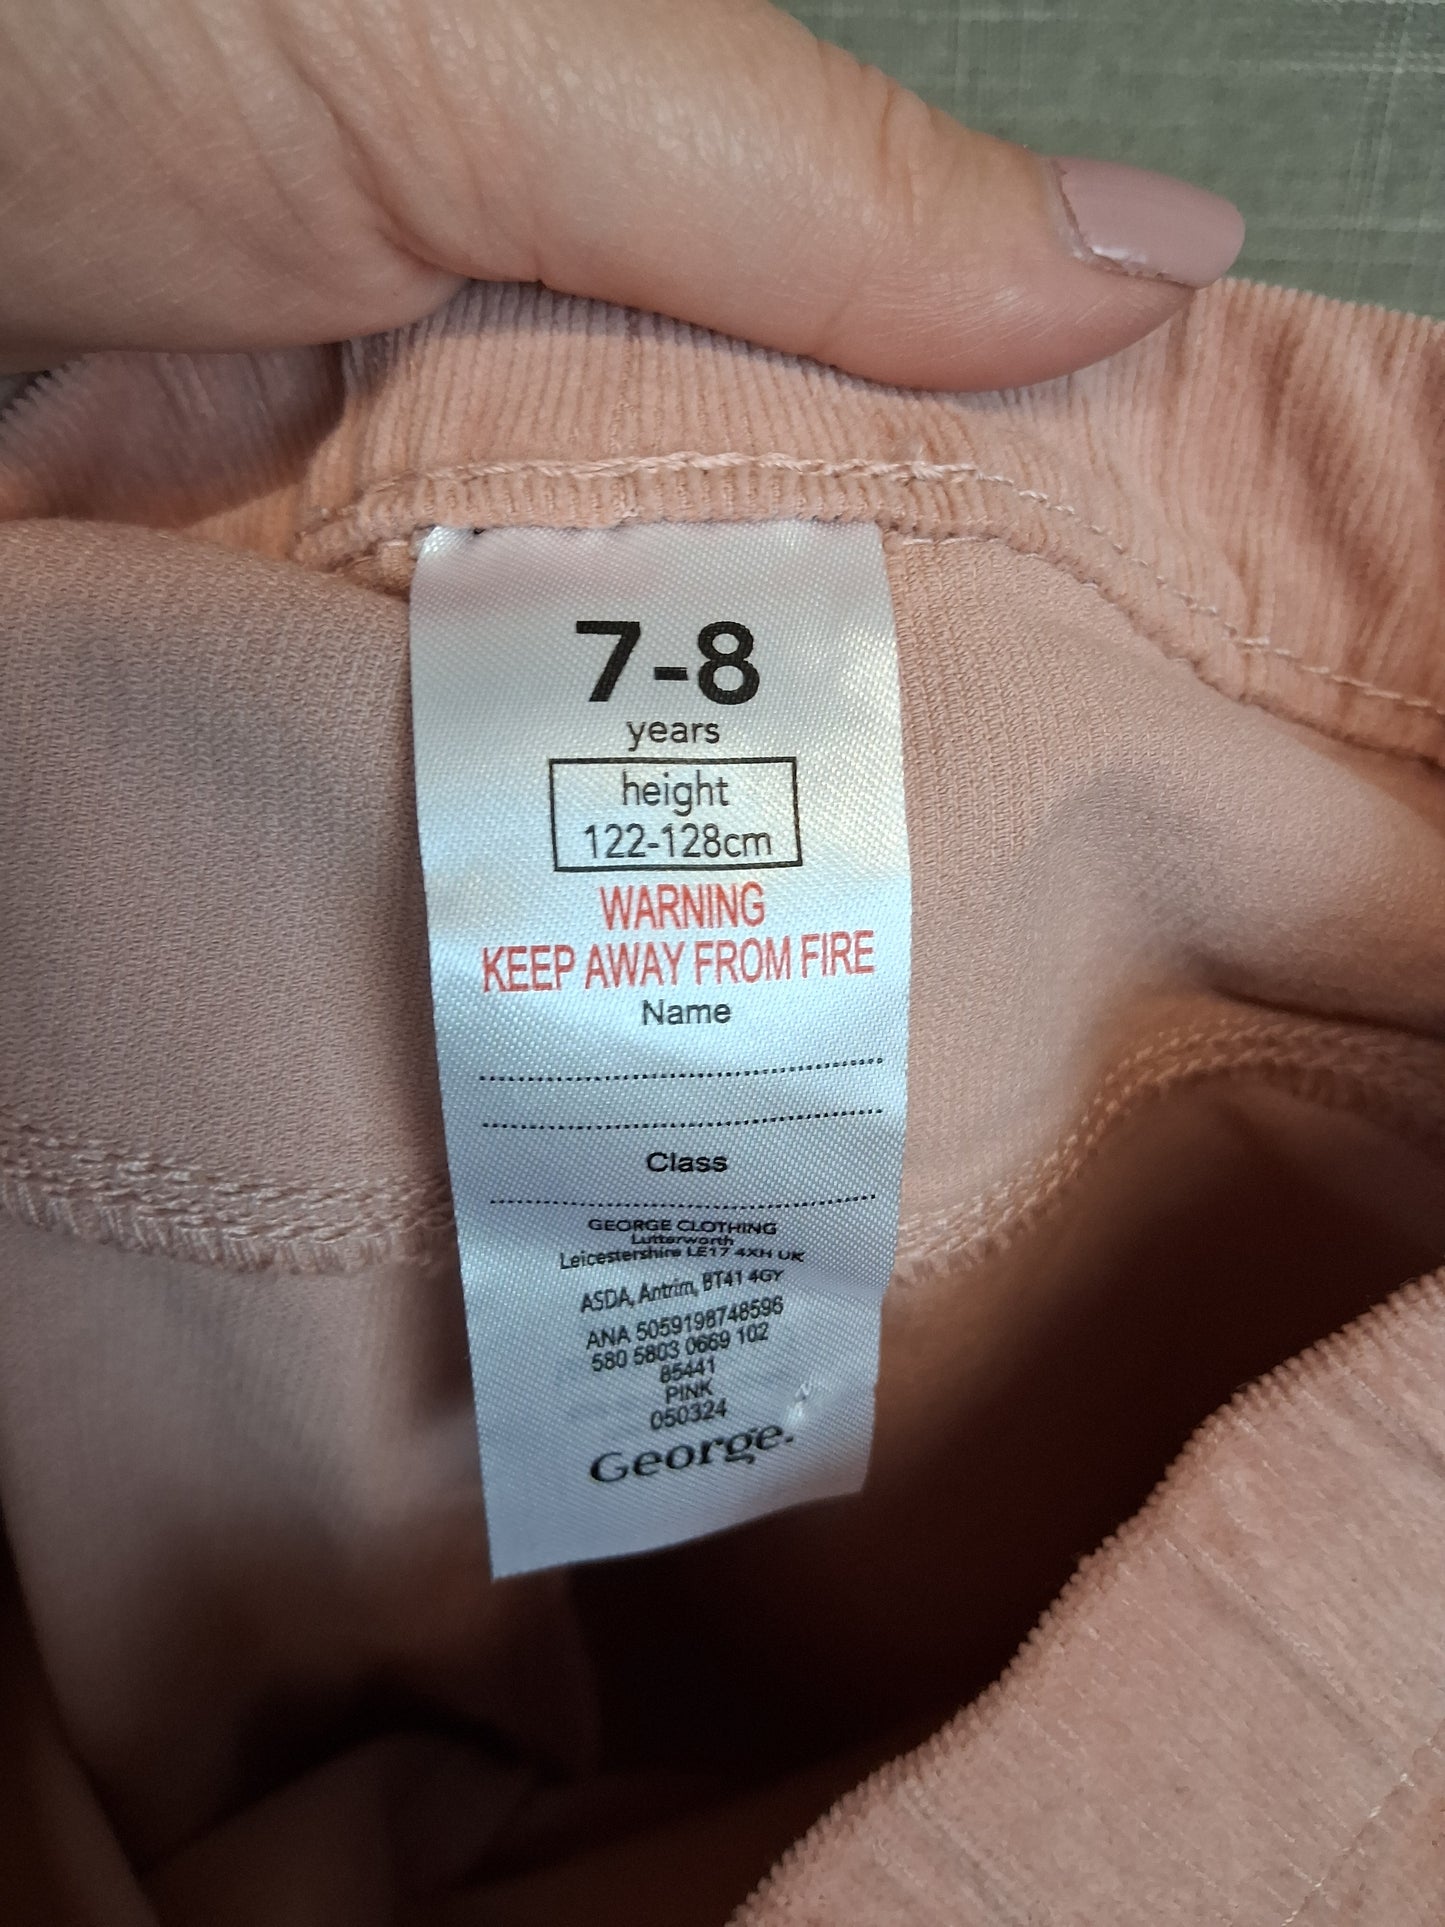 7-8
years
height
122-128cm
WARNING
KEEP AWAY FROM FIRE
Name
Class
GEORGE CLOTHING
Lutterworth
Leicestershire LE17 4XH UK
ASDA, Antrim, BT41 4GY
ANA 5059198748596
580 5803 0669 102
85441
PINK
050324
George.